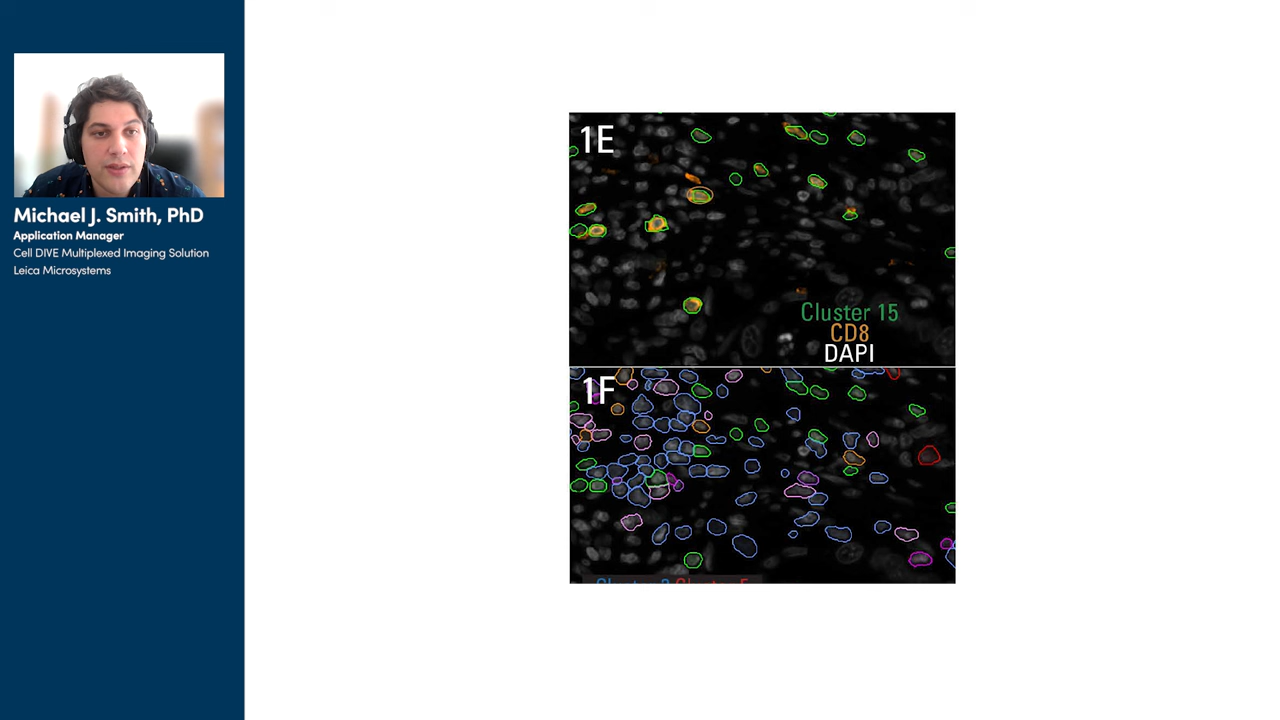 Michael J. Smith, PhD
Application Manager
Cell DIVE Multiplexed Imaging Solution
Leica Microsystems
1E
Cluster 15
CD8
DAPI
1F